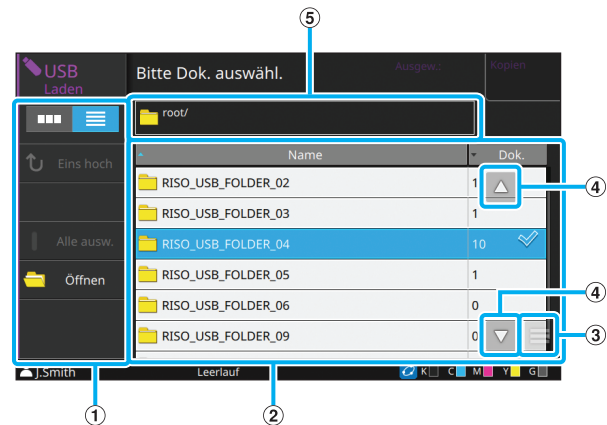 5
USB
Laden
Bitte Dok. auswähl.
Ausgew.:
Kopien
root/
Name
Dok.
Eins hoch
RISO_USB_FOLDER_02
1
4
RISO_USB_FOLDER_03
1
Alle ausw.
RISO_USB_FOLDER_04
10
Öffnen
RISO_USB_FOLDER_05
1
4
RISO_USB_FOLDER_06
0
RISO_USB_FOLDER_09
0
3
J.Smith
Leerlauf
K C M Y G
1
2